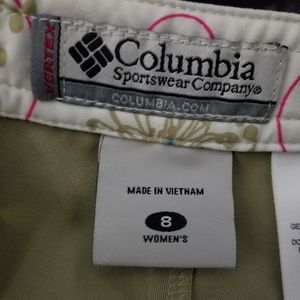 VERTEX
Columbia
Sportswear Company®
COLUMBIA.COM
MADE IN VIETNAM
8
WOMEN'S